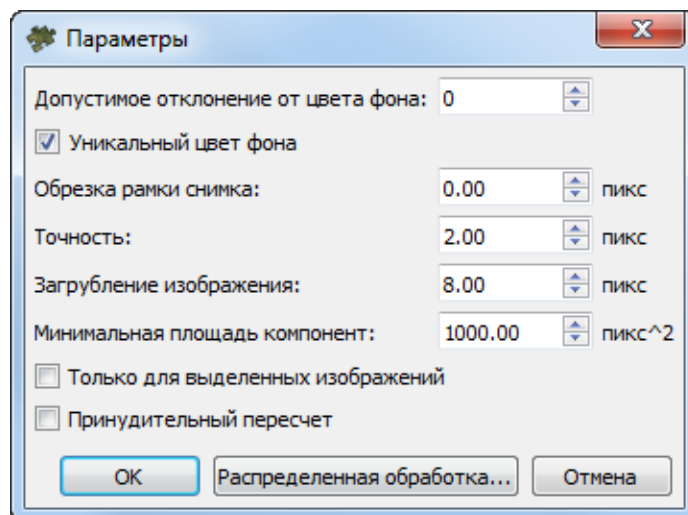 Параметры
Допустимое отклонение от цвета фона: 0
Уникальный цвет фона
Обрезка рамки снимка: 0.00 пикс
Точность: 2.00 пикс
Загрубление изображения: 8.00 пикс
Минимальная площадь компонент: 1000.00 пикс^2
Только для выделенных изображений
Принудительный пересчет
OK Распределенная обработка... Отмена